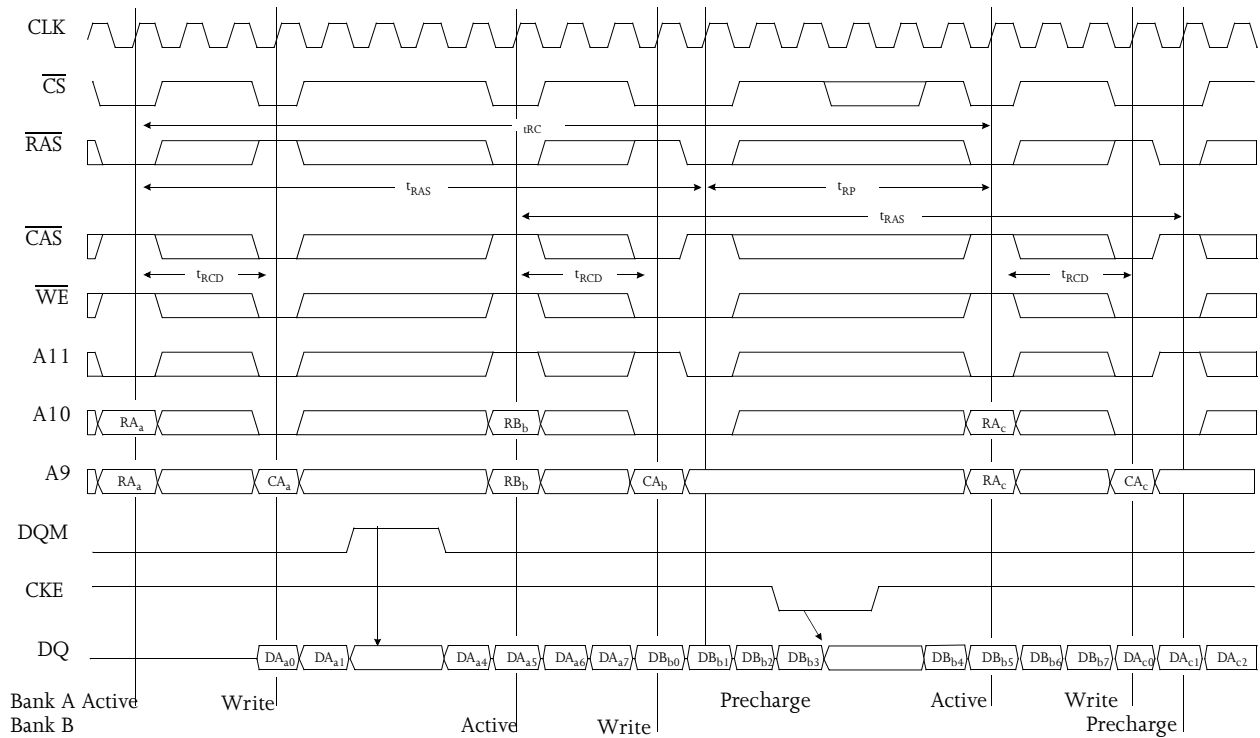 CLK
CS
tRC
RAS
tRAS tRP
tRAS
CAS
tRCD tRCD tRCD
WE
A11
A10 RAa RBb RAc
A9 RAa CAa RBb CAb RAc CAc
DQM
CKE
DQ DAa0 DAa1 DAa4 DAa5 DAa6 DAa7 DBb0 DBb1 DBb2 DBb3 DBb4 DBb5 DBb6 DBb7 DAc0 DAc1 DAc2
Bank A Active Write Precharge Active Write
Bank B Active Write Precharge